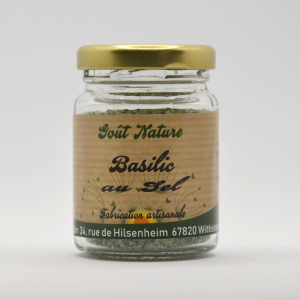 Goût Nature
Basilic
au Sel
Fabrication artisanale
34, rue de Hilsenheim 67820